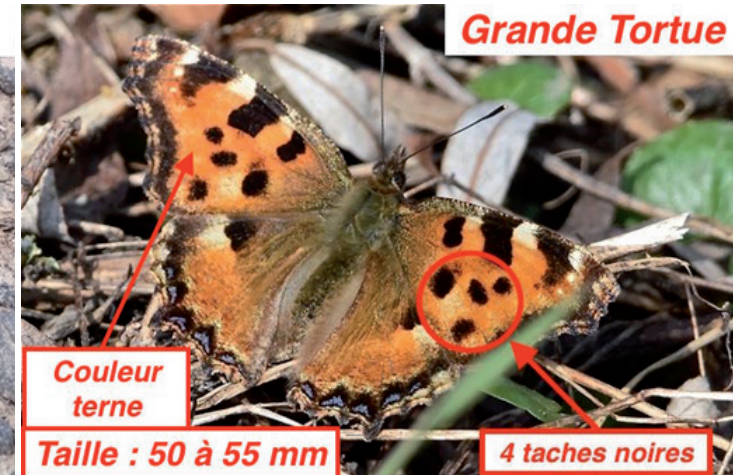 Grande Tortue
Couleur
terne
Taille : 50 à 55 mm
4 taches noires